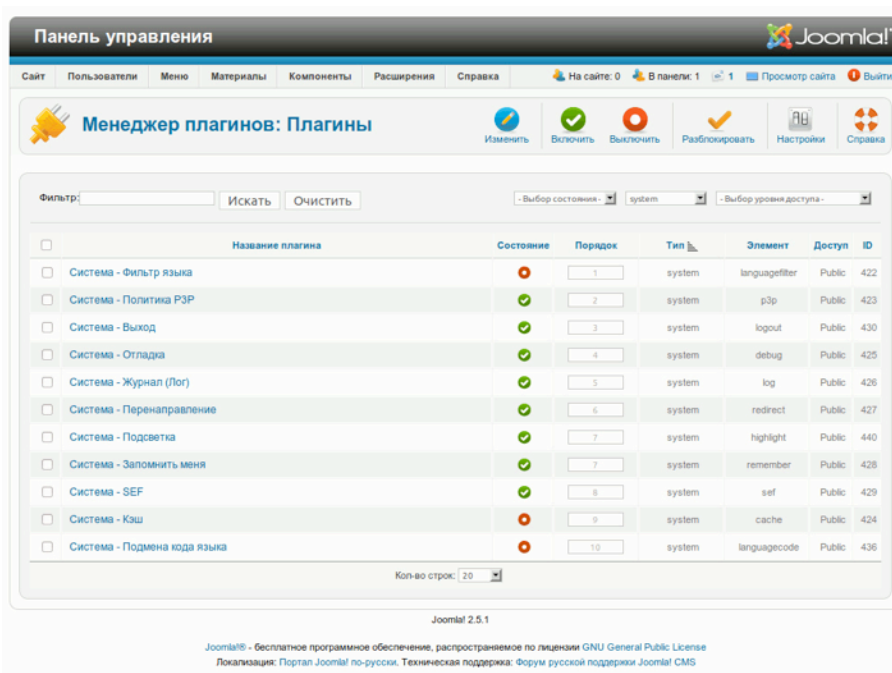 Панель управления Joomla!
Сайт Пользователи Меню Материалы Компоненты Расширения Справка На сайте: 0 В панели: 1 1 Просмотр сайта Выйти
Менеджер плагинов: Плагины
Изменить Включить Выключить Разблокировать Настройки Справка
Фильтр: Искать Очистить - Выбор состояния - system - Выбор уровня доступа -
Название плагина Состояние Порядок Тип Элемент Доступ ID
Система - Фильтр языка 1 system languagefilter Public 422
Система - Политика P3P 2 system p3p Public 423
Система - Выход 3 system logout Public 430
Система - Отладка 4 system debug Public 425
Система - Журнал (Лог) 5 system log Public 426
Система - Перенаправление 6 system redirect Public 427
Система - Подсветка 7 system highlight Public 440
Система - Запомнить меня 7 system remember Public 428
Система - SEF 8 system sef Public 429
Система - Кэш 9 system cache Public 424
Система - Подмена кода языка 10 system languagecode Public 436
Кол-во строк: 20
Joomla! 2.5.1
Joomla!® - бесплатное программное обеспечение, распространяемое по лицензии GNU General Public License
Локализация: Портал Joomla! по-русски. Техническая поддержка: Форум русской поддержки Joomla! CMS